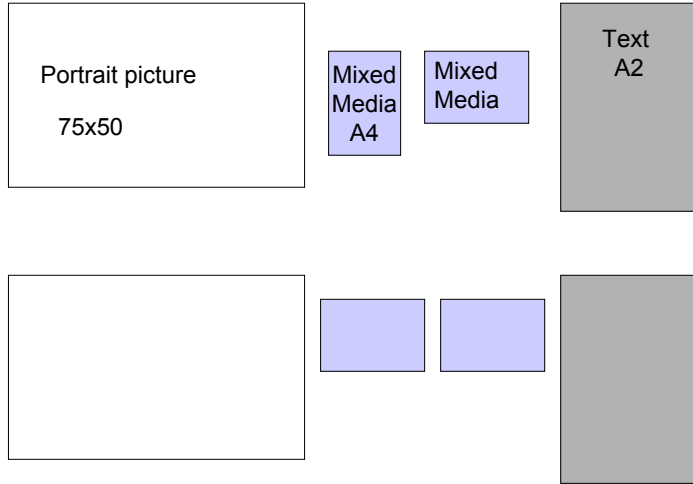 Portrait picture
75x50
Mixed
Media
A4
Mixed
Media
Text
A2